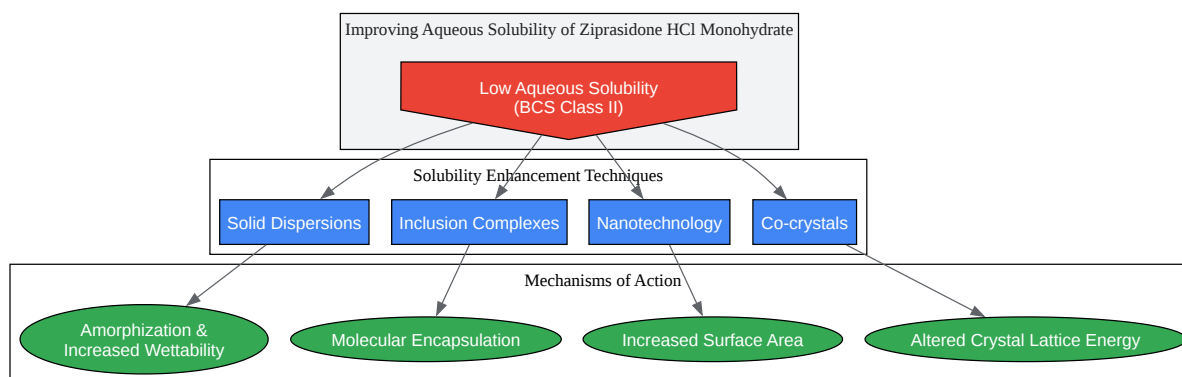 Improving Aqueous Solubility of Ziprasidone HCl Monohydrate
Low Aqueous Solubility
(BCS Class II)
Solubility Enhancement Techniques
Solid Dispersions
Inclusion Complexes
Nanotechnology
Co-crystals
Mechanisms of Action
Amorphization &
Increased Wettability
Molecular Encapsulation
Increased Surface Area
Altered Crystal Lattice Energy